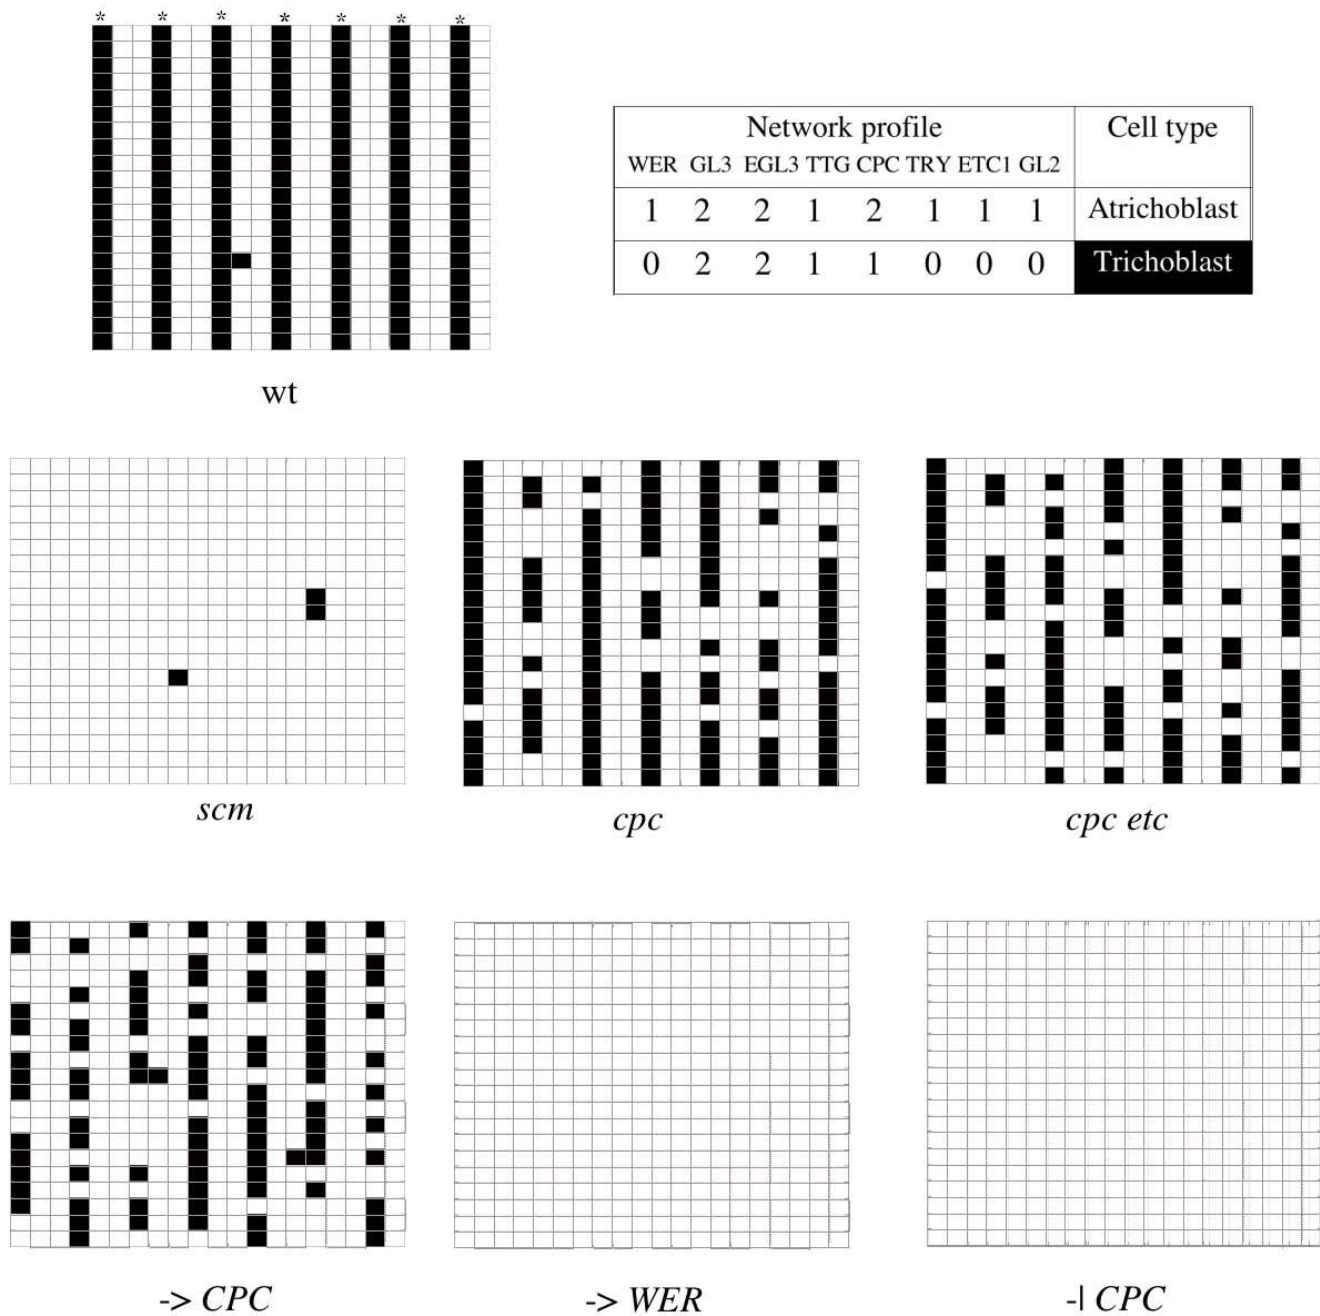 * * * * * * *
Network profile Cell type
WER GL3 EGL3 TTG CPC TRY ETC1 GL2
1 2 2 1 2 1 1 1 Atrichoblast
0 2 2 1 1 0 0 0 Trichoblast
wt
scm cpc cpc etc
-> CPC -> WER -| CPC